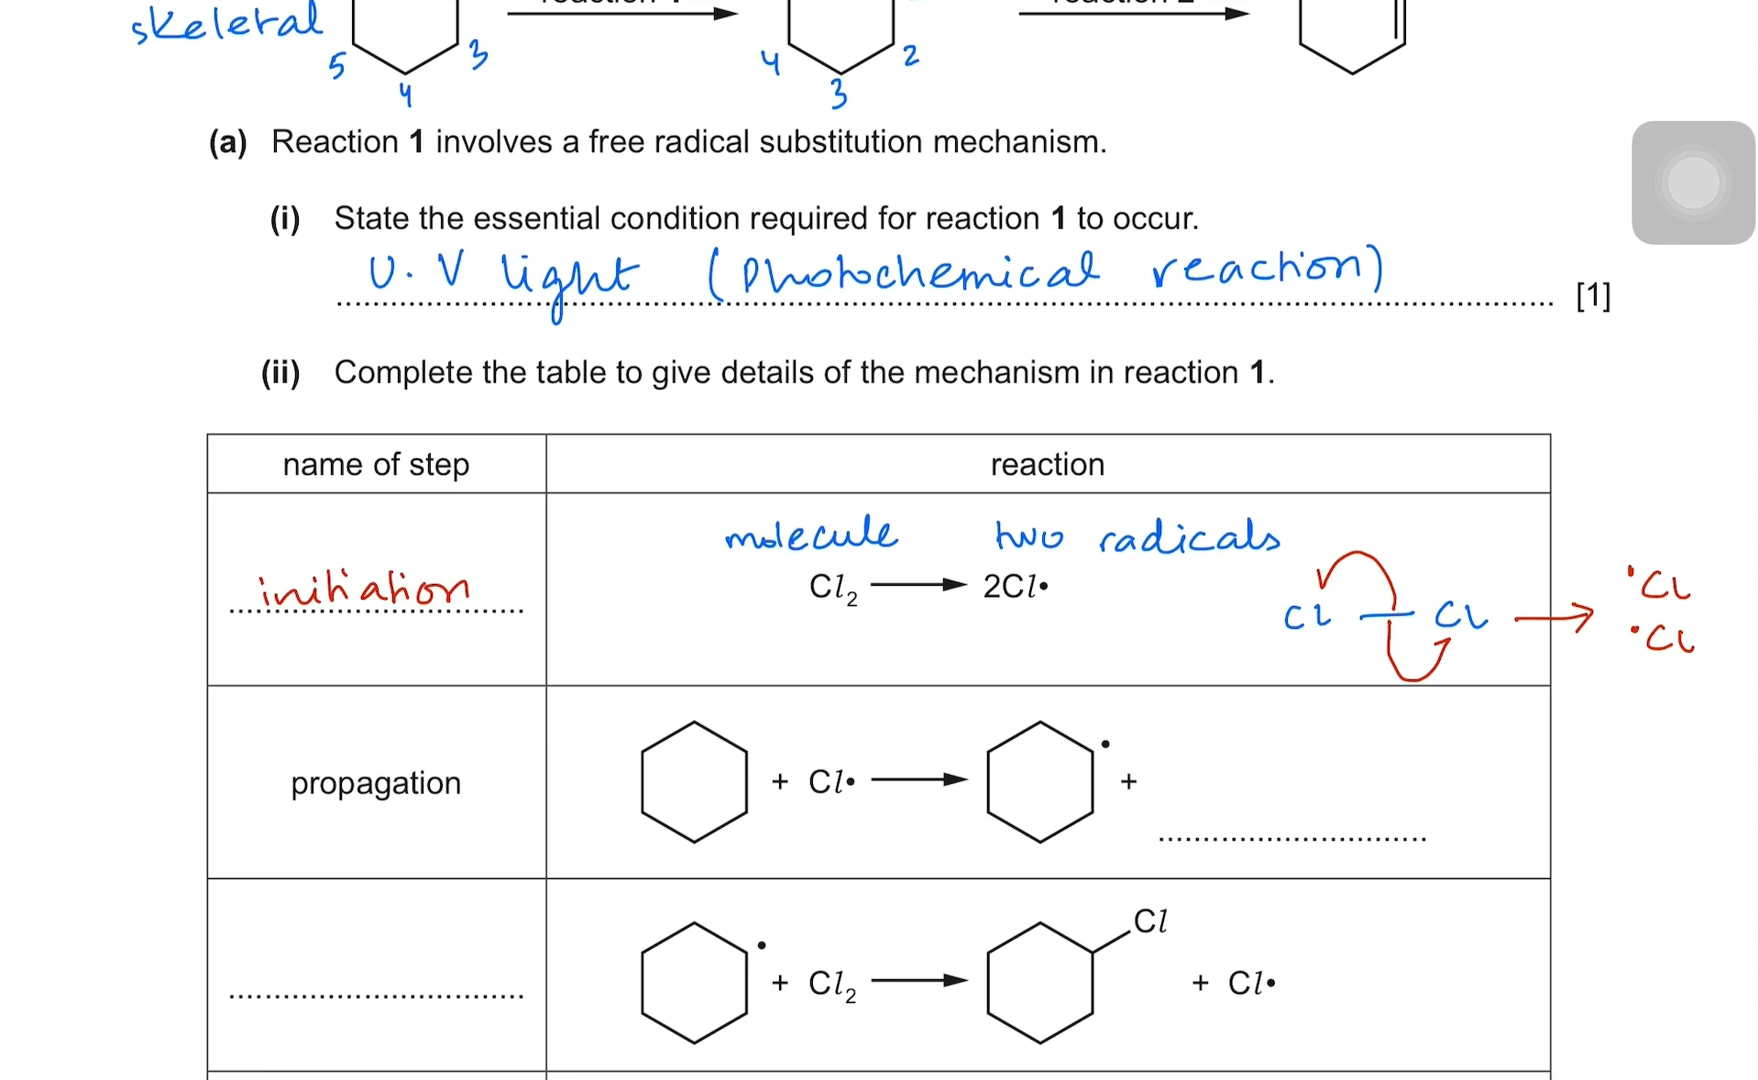 skeletal
5 3 4 2
4 3
(a) Reaction 1 involves a free radical substitution mechanism.
(i) State the essential condition required for reaction 1 to occur.
U.V light (photochemical reaction)
[1]
(ii) Complete the table to give details of the mechanism in reaction 1.
name of step reaction
molecule two radicals
initiation Cl₂ → 2Cl• Cl — Cl → •Cl
•Cl
propagation + Cl• → • +
• + Cl₂ → Cl + Cl•